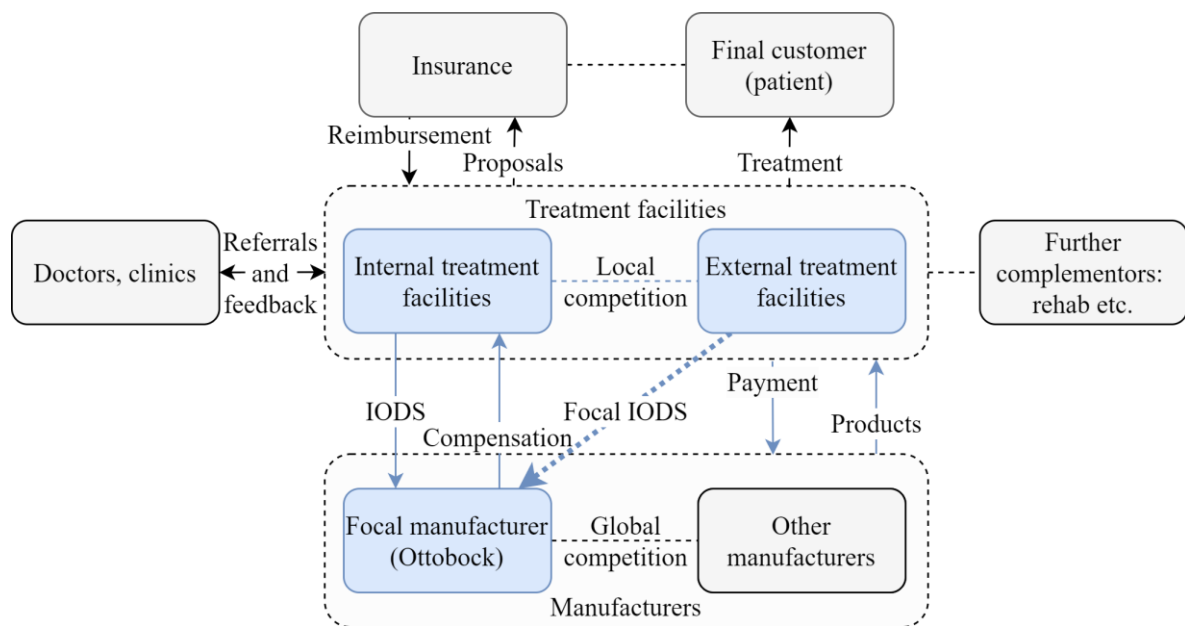 Insurance
Final customer
(patient)
Reimbursement
Proposals
Treatment
Treatment facilities
Doctors, clinics
Referrals
and
feedback
Internal treatment
facilities
Local
competition
External treatment
facilities
Further
complementors:
rehab etc.
IODS
Compensation
Focal IODS
Payment
Products
Focal manufacturer
(Ottobock)
Global
competition
Other
manufacturers
Manufacturers